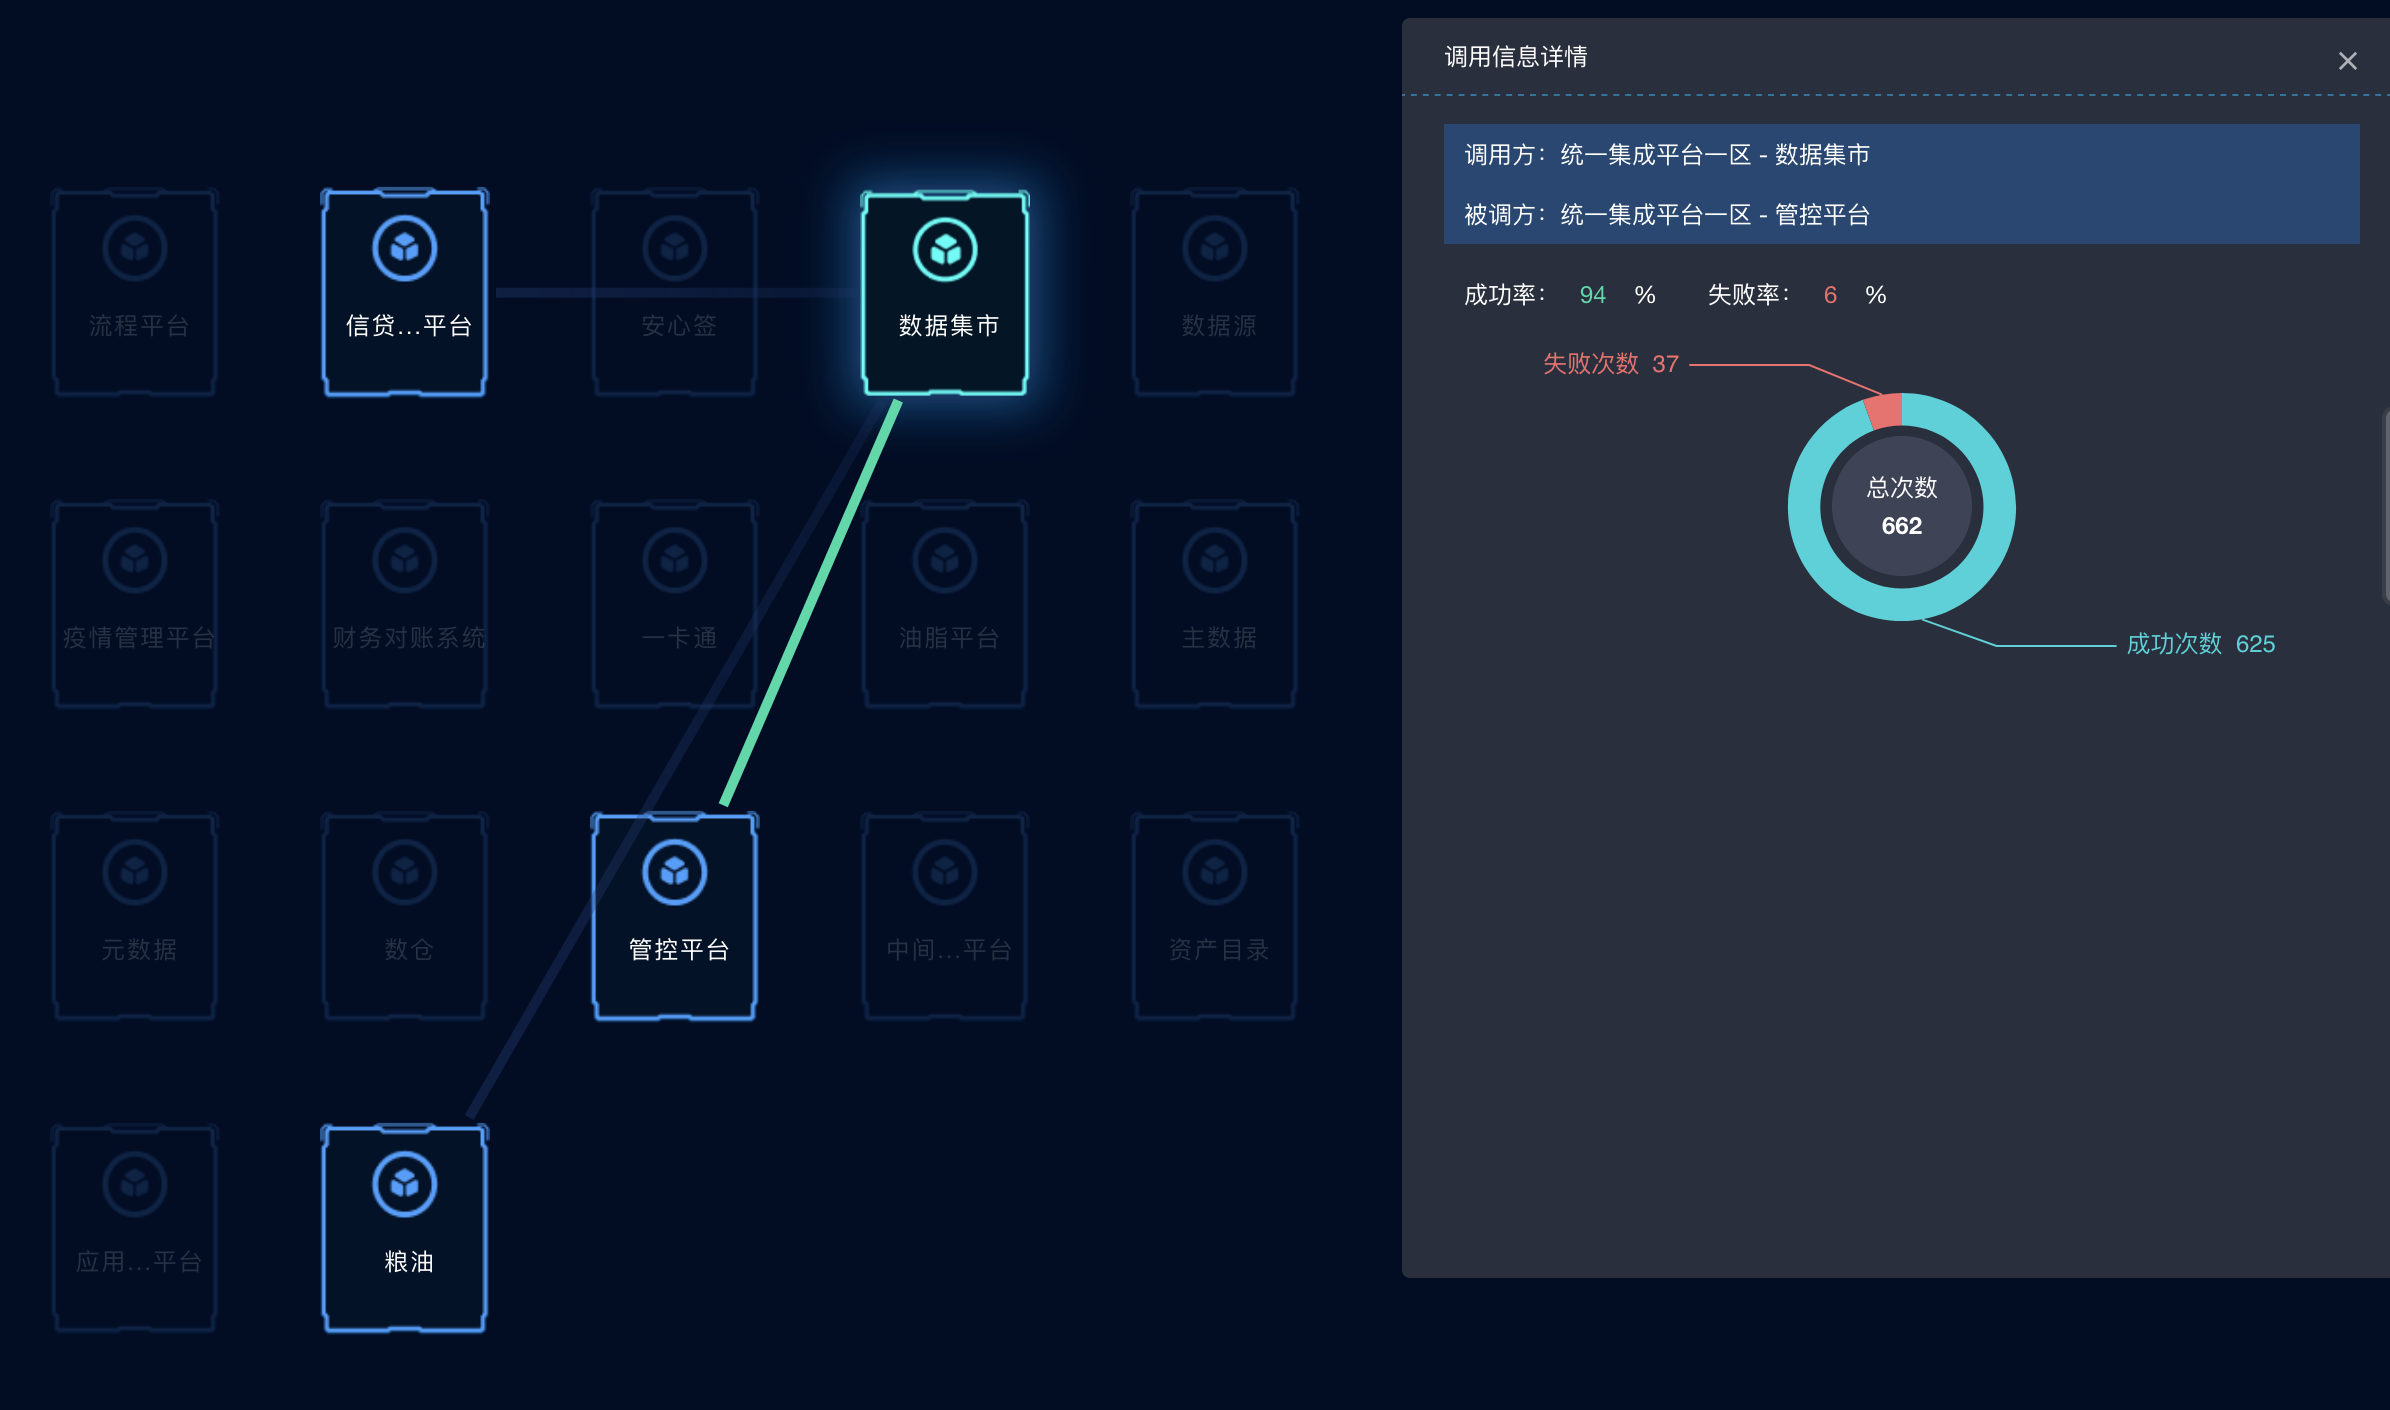 流程平台
信贷...平台
安心签
数据集市
数据源
疫情管理平台
财务对账系统
一卡通
油脂平台
主数据
元数据
数仓
管控平台
中间...平台
资产目录
应用...平台
粮油
调用信息详情
调用方：统一集成平台一区 - 数据集市
被调方：统一集成平台一区 - 管控平台
成功率： 94 % 失败率： 6 %
失败次数 37
总次数
662
成功次数 625